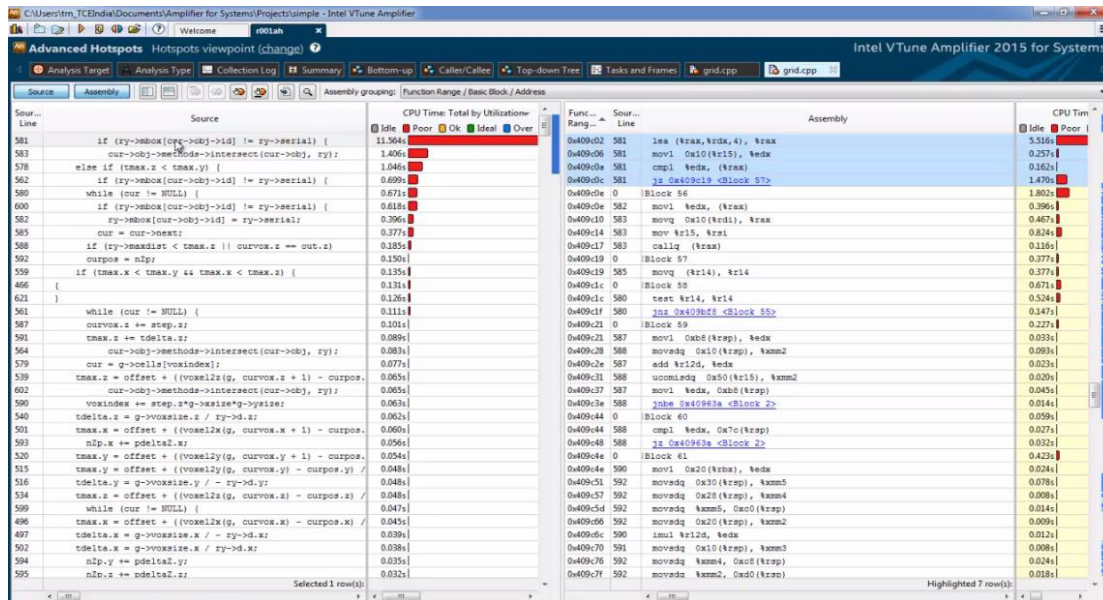 C:\Users\trn_TCEIndia\Documents\Amplifier for Systems\Projects\simple - Intel VTune Amplifier
Welcome r001ah
Advanced Hotspots Hotspots viewpoint (change) Intel VTune Amplifier 2015 for Systems
Analysis Target Analysis Type Collection Log Summary Bottom-up Caller/Callee Top-down Tree Tasks and Frames grid.cpp grid.cpp
Source Assembly Assembly grouping: Function Range / Basic Block / Address
Sour... Line Source CPU Time: Total by Utilization
Idle Poor Ok Ideal Over
581 if (ry->mbox[cur->obj->id] != ry->serial) { 11.564s
583 cur->obj->methods->intersect(cur->obj, ry); 1.406s
578 else if (tmax.z < tmax.y) { 1.046s
562 if (ry->mbox[cur->obj->id] != ry->serial) { 0.699s
580 while (cur != NULL) { 0.671s
600 if (ry->mbox[cur->obj->id] != ry->serial) { 0.618s
582 ry->mbox[cur->obj->id] = ry->serial; 0.396s
585 cur = cur->next; 0.377s
588 if (ry->maxdist < tmax.z || curvox.z == out.z) 0.185s
592 curpos = nZp; 0.150s
559 if (tmax.x < tmax.y && tmax.x < tmax.z) { 0.135s
466 { 0.131s
621 } 0.126s
561 while (cur != NULL) { 0.111s
587 curvox.z += step.z; 0.101s
591 tmax.z += tdelta.z; 0.089s
564 cur->obj->methods->intersect(cur->obj, ry); 0.083s
579 cur = g->cells[voxindex]; 0.077s
539 tmax.z = offset + ((voxel2z(g, curvox.z + 1) - curpos. 0.065s
602 cur->obj->methods->intersect(cur->obj, ry); 0.065s
590 voxindex += step.z*g->xsize*g->ysize; 0.063s
540 tdelta.z = g->voxsize.z / ry->d.z; 0.062s
501 tmax.x = offset + ((voxel2x(g, curvox.x + 1) - curpos. 0.060s
593 nZp.x += pdeltaZ.x; 0.056s
520 tmax.y = offset + ((voxel2y(g, curvox.y + 1) - curpos. 0.054s
515 tmax.y = offset + ((voxel2y(g, curvox.y) - curpos.y) / 0.048s
516 tdelta.y = g->voxsize.y / - ry->d.y; 0.048s
534 tmax.z = offset + ((voxel2z(g, curvox.z) - curpos.z) / 0.048s
599 while (cur != NULL) { 0.047s
496 tmax.x = offset + ((voxel2x(g, curvox.x) - curpos.x) / 0.045s
497 tdelta.x = g->voxsize.x / - ry->d.x; 0.039s
502 tdelta.x = g->voxsize.x / ry->d.x; 0.038s
594 nZp.y += pdeltaZ.y; 0.035s
595 nZp.z += pdeltaZ.z; 0.032s
Selected 1 row(s):
Func... Rang... Sour... Line Assembly CPU Tim
Idle Poor
0x409c02 581 lea (%rax,%rdx,4), %rax 5.516s
0x409c06 581 movl 0x10(%r15), %edx 0.257s
0x409c0a 581 cmpl %edx, (%rax) 0.162s
0x409c0c 581 jz 0x409c19 <Block 57> 1.470s
0x409c0e 0 Block 56 1.802s
0x409c0e 582 movl %edx, (%rax) 0.396s
0x409c10 583 movq 0x10(%rdi), %rax 0.467s
0x409c14 583 mov %r15, %rsi 0.824s
0x409c17 583 callq (%rax) 0.116s
0x409c19 0 Block 57 0.377s
0x409c19 585 movq (%r14), %r14 0.377s
0x409c1c 0 Block 58 0.671s
0x409c1c 580 test %r14, %r14 0.524s
0x409c1f 580 jnz 0x409bf8 <Block 55> 0.147s
0x409c21 0 Block 59 0.227s
0x409c21 587 movl 0xb8(%rsp), %edx 0.033s
0x409c28 588 movsdq 0x10(%rsp), %xmm2 0.093s
0x409c2e 587 add %r12d, %edx 0.023s
0x409c31 588 ucomisdq 0x50(%r15), %xmm2 0.020s
0x409c37 587 movl %edx, 0xb8(%rsp) 0.045s
0x409c3e 588 jnbe 0x40963a <Block 2> 0.014s
0x409c44 0 Block 60 0.059s
0x409c44 588 cmpl %edx, 0x7c(%rsp) 0.027s
0x409c48 588 jz 0x40963a <Block 2> 0.032s
0x409c4e 0 Block 61 0.423s
0x409c4e 590 movl 0x20(%rbx), %edx 0.024s
0x409c51 592 movsdq 0x30(%rsp), %xmm5 0.078s
0x409c57 592 movsdq 0x28(%rsp), %xmm4 0.008s
0x409c5d 592 movsdq %xmm5, 0xc0(%rsp) 0.014s
0x409c66 592 movsdq 0x20(%rsp), %xmm2 0.009s
0x409c6c 590 imul %r12d, %edx 0.012s
0x409c70 591 movsdq 0x10(%rsp), %xmm3 0.008s
0x409c76 592 movsdq %xmm4, 0xc8(%rsp) 0.024s
0x409c7f 592 movsdq %xmm2, 0xd0(%rsp) 0.018s
Highlighted 7 row(s):